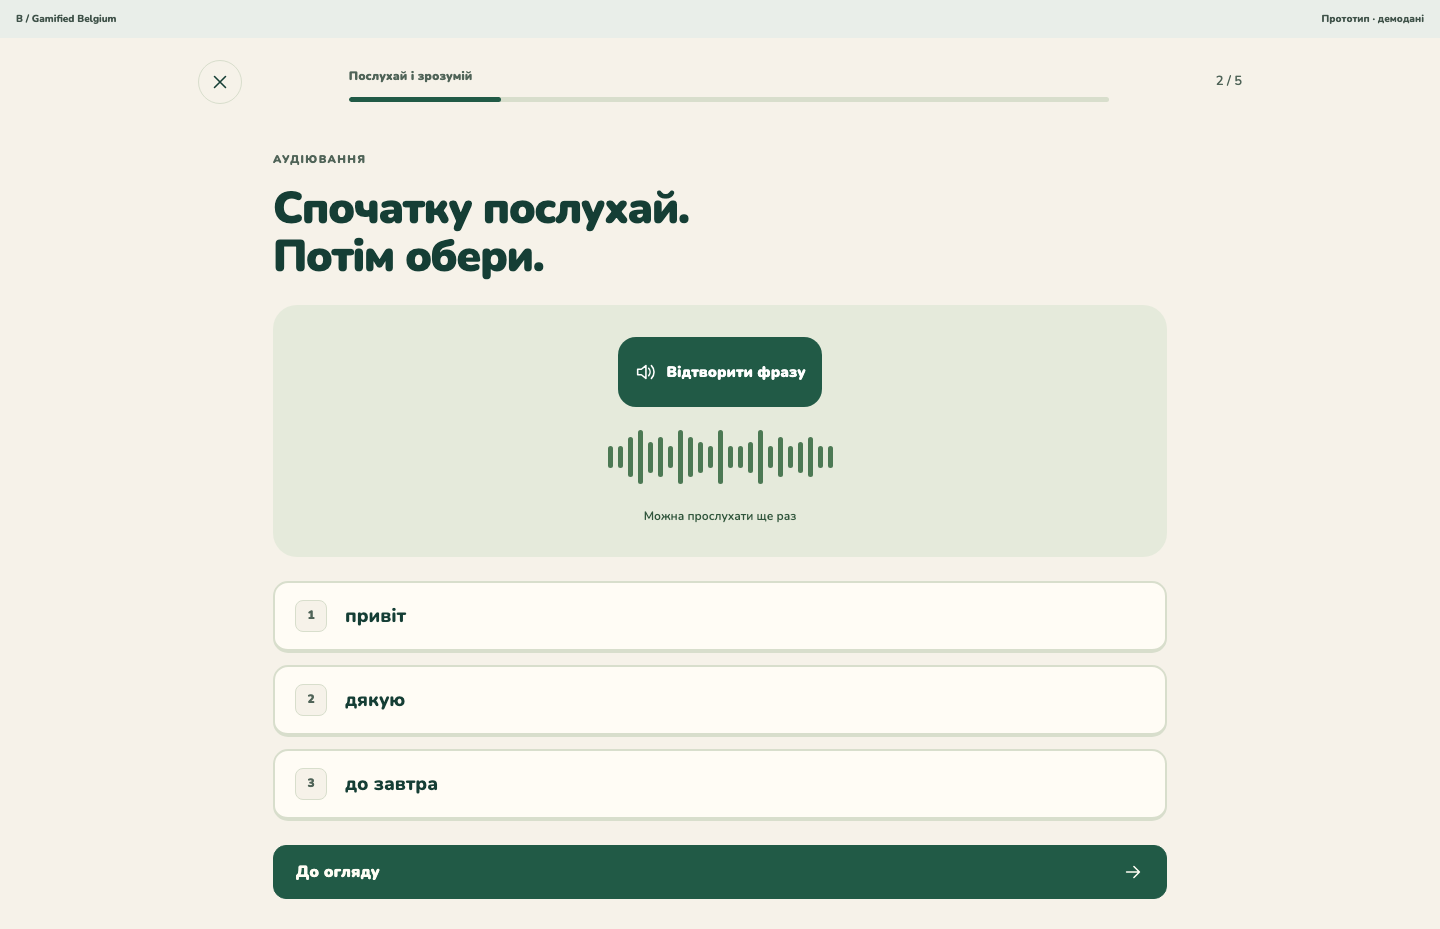 B / Gamified Belgium
Прототип · демодані
Послухай і зрозумій
2 / 5
АУДІЮВАННЯ
Спочатку послухай.
Потім обери.
Відтворити фразу
Можна прослухати ще раз
1 привіт
2 дякую
3 до завтра
До огляду